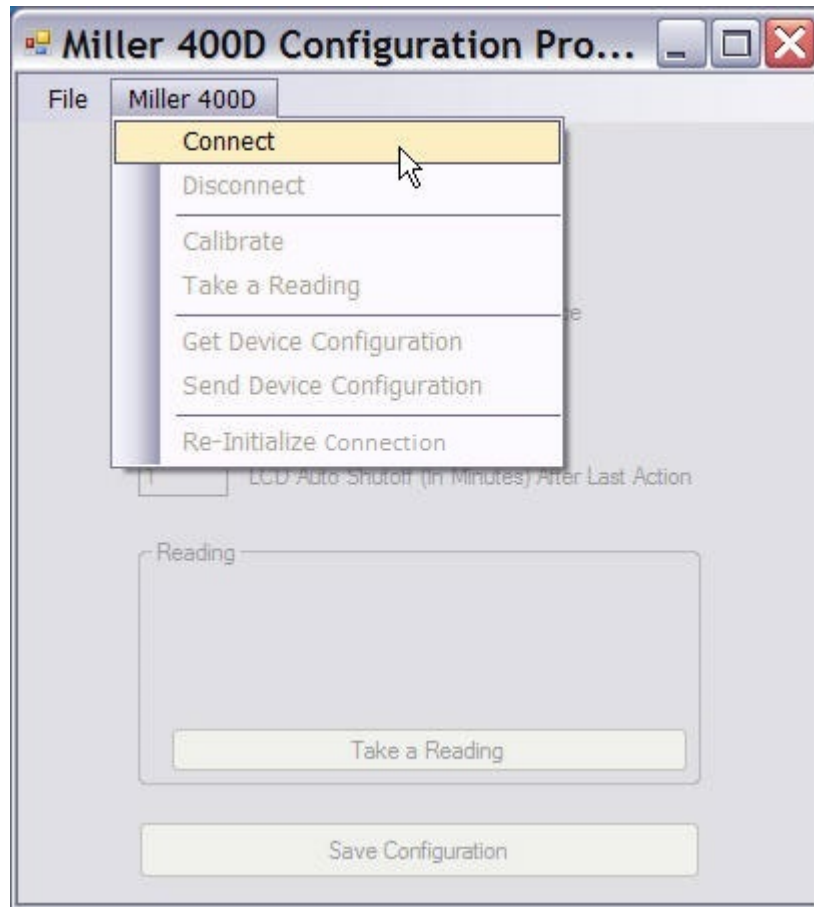 Miller 400D Configuration Pro...
File Miller 400D
Connect
Disconnect
Calibrate
Take a Reading
Get Device Configuration
Send Device Configuration
Re-Initialize Connection
1 LCD Auto Shutoff (In Minutes) After Last Action
Reading
Take a Reading
Save Configuration